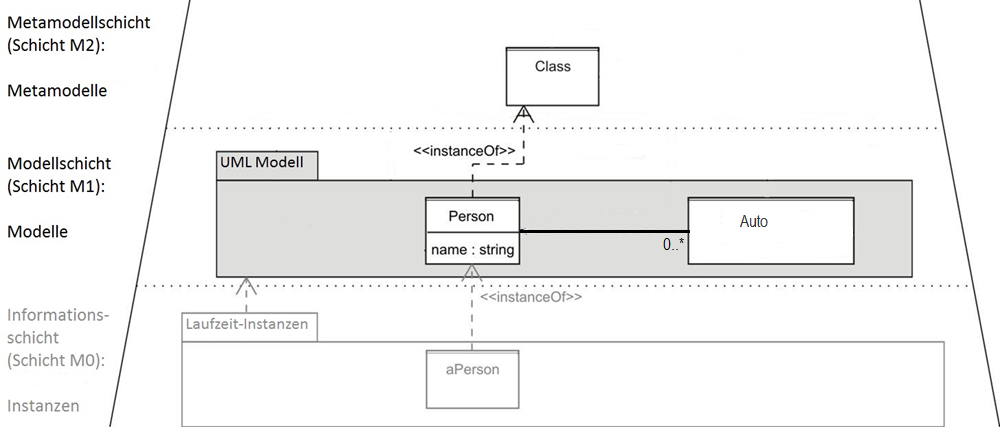 Metamodellschicht
(Schicht M2):
Metamodelle
Class
<<instanceOf>>
Modellschicht
(Schicht M1):
Modelle
UML Modell
Person
name : string
Auto
0..*
<<instanceOf>>
Informations-
schicht
(Schicht M0):
Instanzen
Laufzeit-Instanzen
aPerson